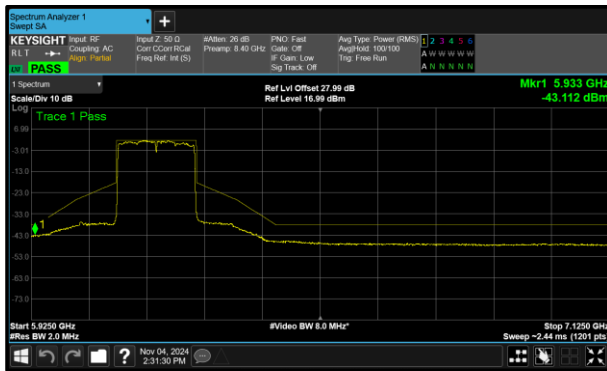 Spectrum Analyzer 1
Swept SA
+
KEYSIGHT
RLT
PASS
Input: RF
Coupling: AC
Align: Partial
Input Z: 50 Ω
Corr CCorr RCal
Freq Ref: Int (S)
#Atten: 26 dB
Preamp: 8.40 GHz
PNO: Fast
Gate: Off
IF Gain: Low
Sig Track: Off
Avg Type: Power (RMS)
Avg|Hold: 100/100
Trig: Free Run
1 2 3 4 5 6
A W W W W W
A N N N N N
1 Spectrum
Scale/Div 10 dB
Log
Ref Lvl Offset 27.99 dB
Ref Level 16.99 dBm
Mkr1 5.933 GHz
-43.112 dBm
Trace 1 Pass
6.99
-3.01
-13.0
-23.0
-33.0
-43.0
-53.0
-63.0
-73.0
1
Start 5.9250 GHz
#Res BW 2.0 MHz
#Video BW 8.0 MHz*
Stop 7.1250 GHz
Sweep ~2.44 ms (1201 pts)
?
Nov 04, 2024
2:31:30 PM